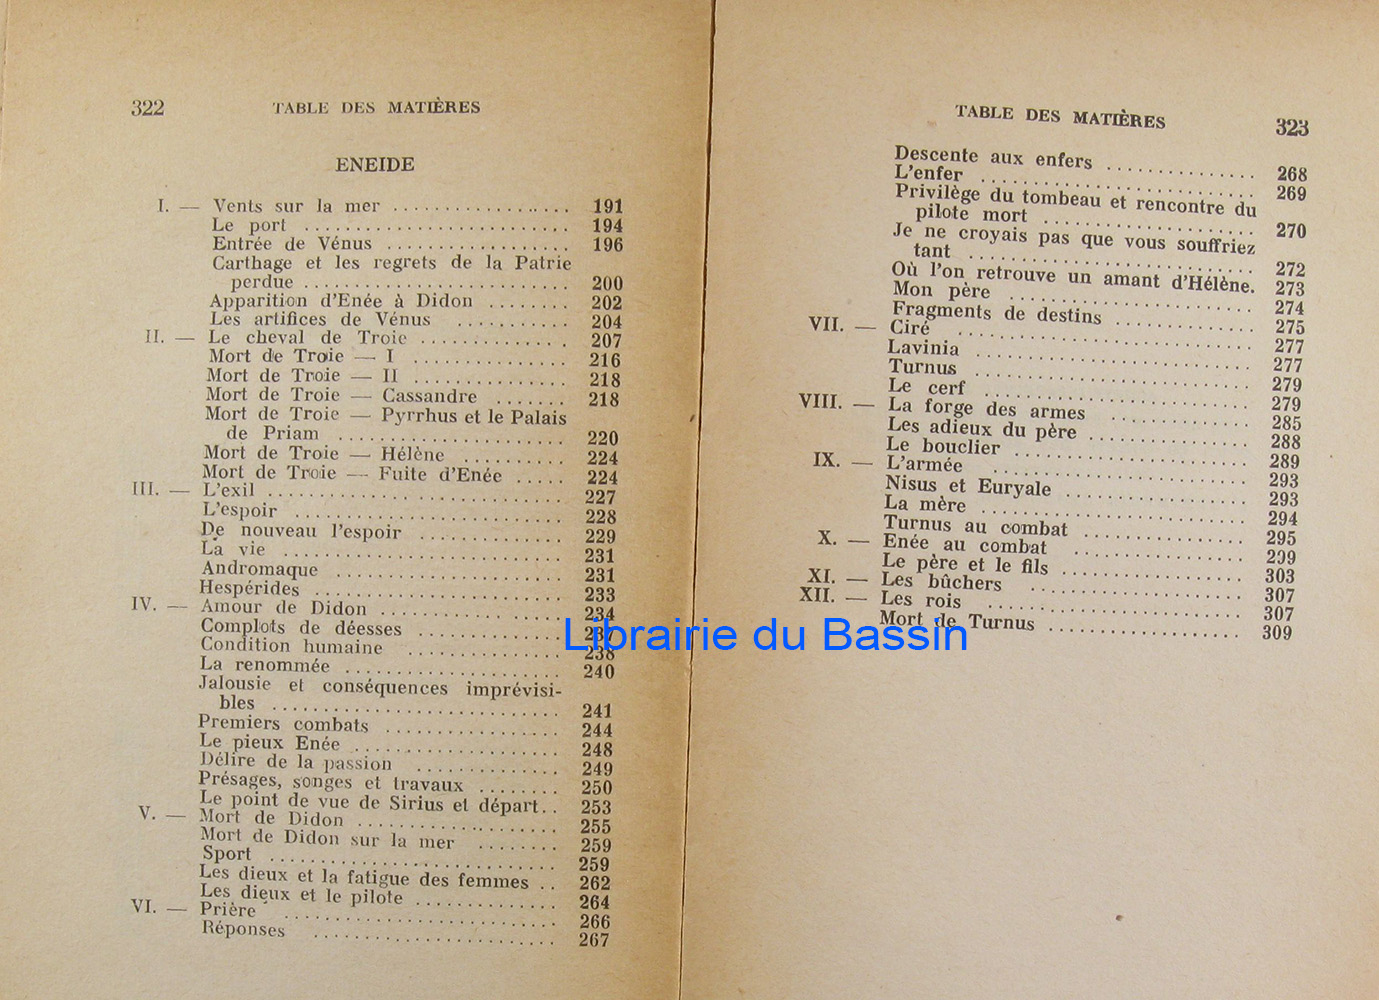 322 TABLE DES MATIÈRES
ENEIDE
I. — Vents sur la mer .................. 191
Le port .......................... 194
Entrée de Vénus .................. 196
Carthage et les regrets de la Patrie
perdue .......................... 200
Apparition d'Enée à Didon ........ 202
Les artifices de Vénus ........... 204
II. — Le cheval de Troie .............. 207
Mort de Troie — I ............... 216
Mort de Troie — II .............. 218
Mort de Troie — Cassandre ....... 218
Mort de Troie — Pyrrhus et le Palais
de Priam ...................... 220
Mort de Troie — Hélène .......... 224
Mort de Troie — Fuite d'Enée ..... 224
III. — L'exil ............................ 227
L'espoir .......................... 228
De nouveau l'espoir .............. 229
La vie ........................... 231
Andromaque ...................... 231
Hespérides ........................ 233
IV. — Amour de Didon .................. 234
Complots de déesses .............. 237
Condition humaine ............... 238
La renommée ..................... 240
Jalousie et conséquences imprévisi-
bles ............................ 241
Premiers combats ................. 244
Le pieux Enée .................... 248
Délire de la passion .............. 249
Présages, songes et travaux ........ 250
Le point de vue de Sirius et départ.. 253
V. — Mort de Didon .................... 255
Mort de Didon sur la mer ........ 259
Sport ............................ 259
Les dieux et la fatigue des femmes .. 262
Les dieux et le pilote .............. 264
VI. — Prière ........................... 266
Réponses ........................ 267
TABLE DES MATIÈRES 323
Descente aux enfers ............... 268
L'enfer ........................... 269
Privilège du tombeau et rencontre du
pilote mort ..................... 270
Je ne croyais pas que vous souffriez
tant ............................ 272
Où l'on retrouve un amant d'Hélène. 273
Mon père ........................ 274
Fragments de destins .............. 275
VII. — Ciré ............................. 277
Lavinia .......................... 277
Turnus ........................... 279
Le cerf .......................... 279
VIII. — La forge des armes .............. 285
Les adieux du père ................ 288
Le bouclier ....................... 289
IX. — L'armée ......................... 293
Nisus et Euryale .................. 293
La mère .......................... 294
Turnus au combat ................ 295
X. — Enée au combat ................. 299
Le père et le fils .................. 303
XI. — Les bûchers ..................... 307
XII. — Les rois ......................... 307
Mort de Turnus ................... 309
Librairie du Bassin